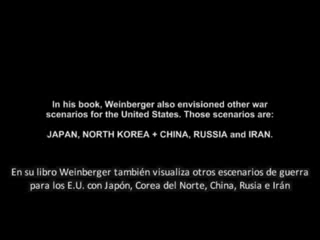 In his book, Weinberger also envisioned other war
scenarios for the United States. Those scenarios are:
JAPAN, NORTH KOREA + CHINA, RUSSIA and IRAN.
En su libro Weinberger también visualiza otros escenarios de guerra
para los E.U. con Japón, Corea del Norte, China, Rusia e Irán